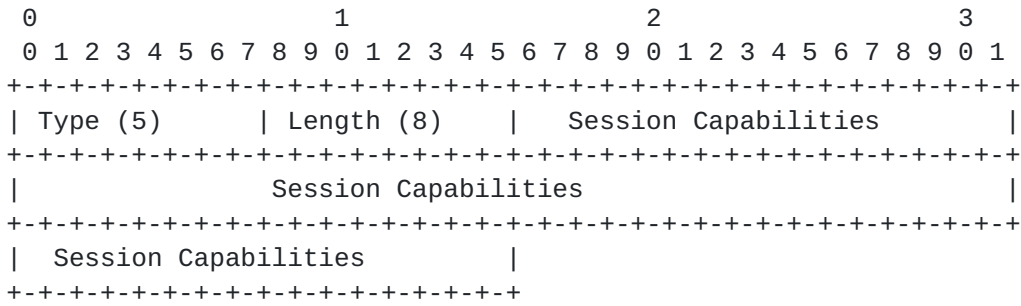 0                   1                   2                   3
 0 1 2 3 4 5 6 7 8 9 0 1 2 3 4 5 6 7 8 9 0 1 2 3 4 5 6 7 8 9 0 1
+-+-+-+-+-+-+-+-+-+-+-+-+-+-+-+-+-+-+-+-+-+-+-+-+-+-+-+-+-+-+-+-+
| Type (5)      | Length (8)    |   Session Capabilities        |
+-+-+-+-+-+-+-+-+-+-+-+-+-+-+-+-+-+-+-+-+-+-+-+-+-+-+-+-+-+-+-+-+
|                Session Capabilities                           |
+-+-+-+-+-+-+-+-+-+-+-+-+-+-+-+-+-+-+-+-+-+-+-+-+-+-+-+-+-+-+-+-+
|  Session Capabilities         |
+-+-+-+-+-+-+-+-+-+-+-+-+-+-+-+-+